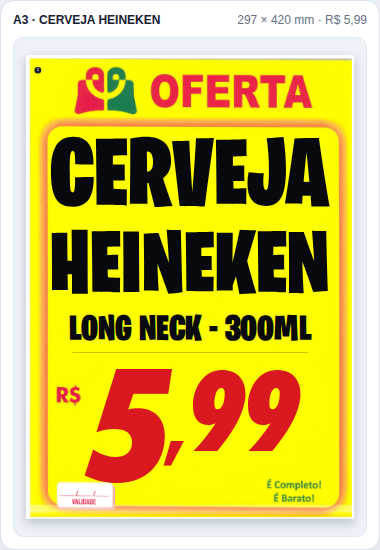 A3 · CERVEJA HEINEKEN
297 × 420 mm · R$ 5,99
OFERTA
CERVEJA
HEINEKEN
LONG NECK - 300ML
R$
5,99
VALIDADE
É Completo!
É Barato!